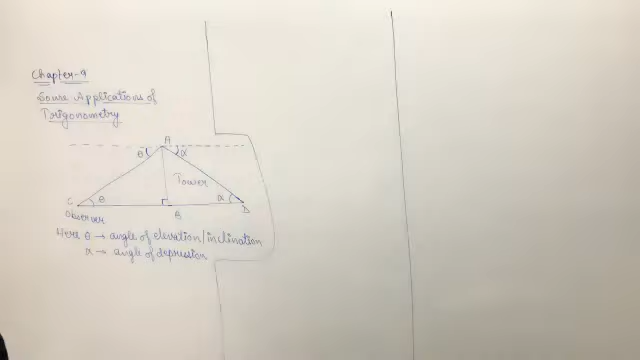 Chapter-9
Some Applications of
Trigonometry
A
θ α
Tower
C θ α D
Observer B
Here θ → angle of elevation/inclination
α → angle of depression